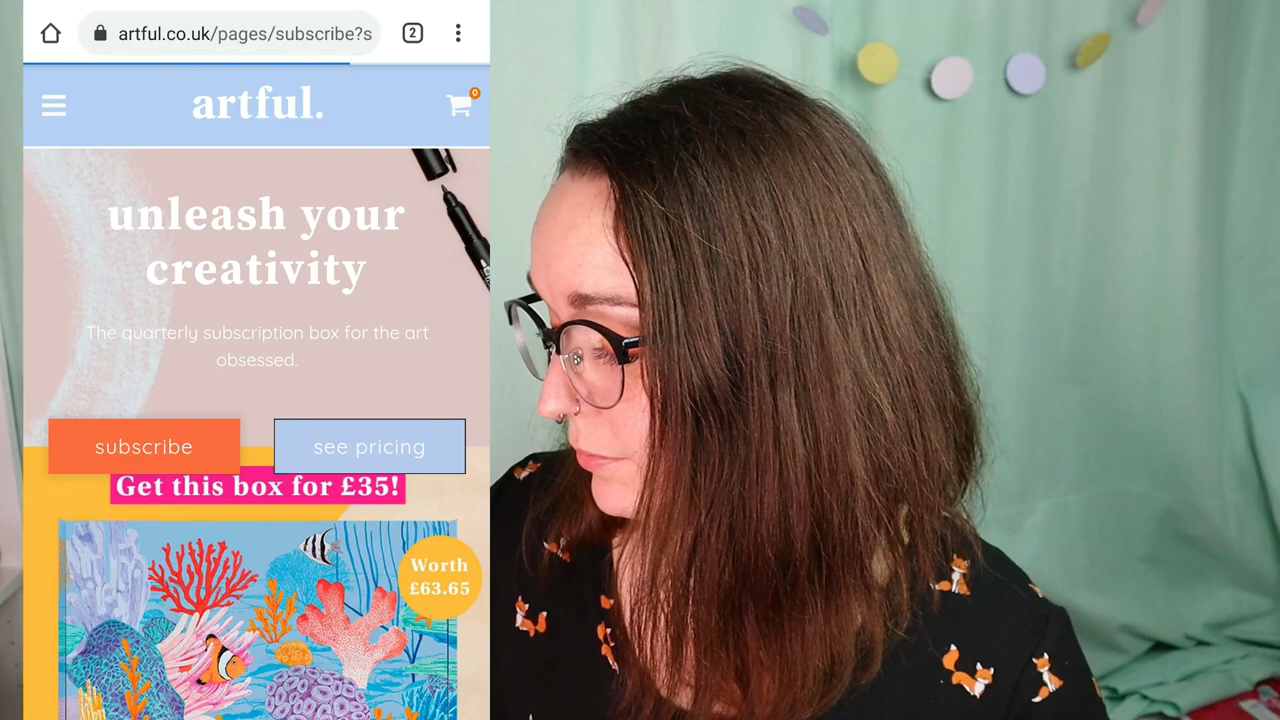 artful.co.uk/pages/subscribe?s
2
artful.
0
unleash your
creativity
The quarterly subscription box for the art
obsessed.
subscribe
see pricing
Get this box for £35!
Worth
£63.65